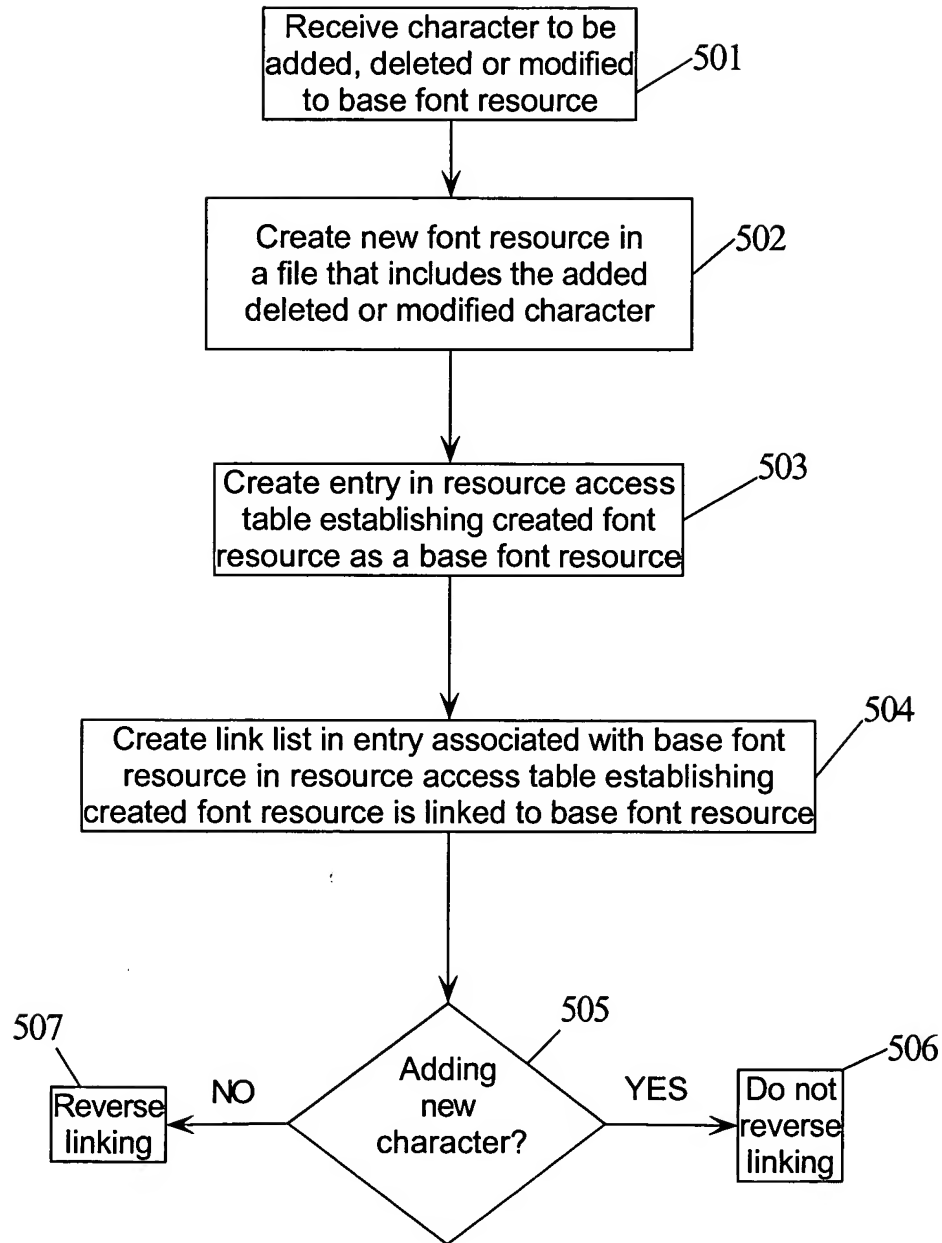 Receive character to be
added, deleted or modified
to base font resource
501
Create new font resource in
a file that includes the added
deleted or modified character
502
Create entry in resource access
table establishing created font
resource as a base font resource
503
Create link list in entry associated with base font
resource in resource access table establishing
created font resource is linked to base font resource
504
505
Adding
new
character?
507
NO
Reverse
linking
YES
506
Do not
reverse
linking